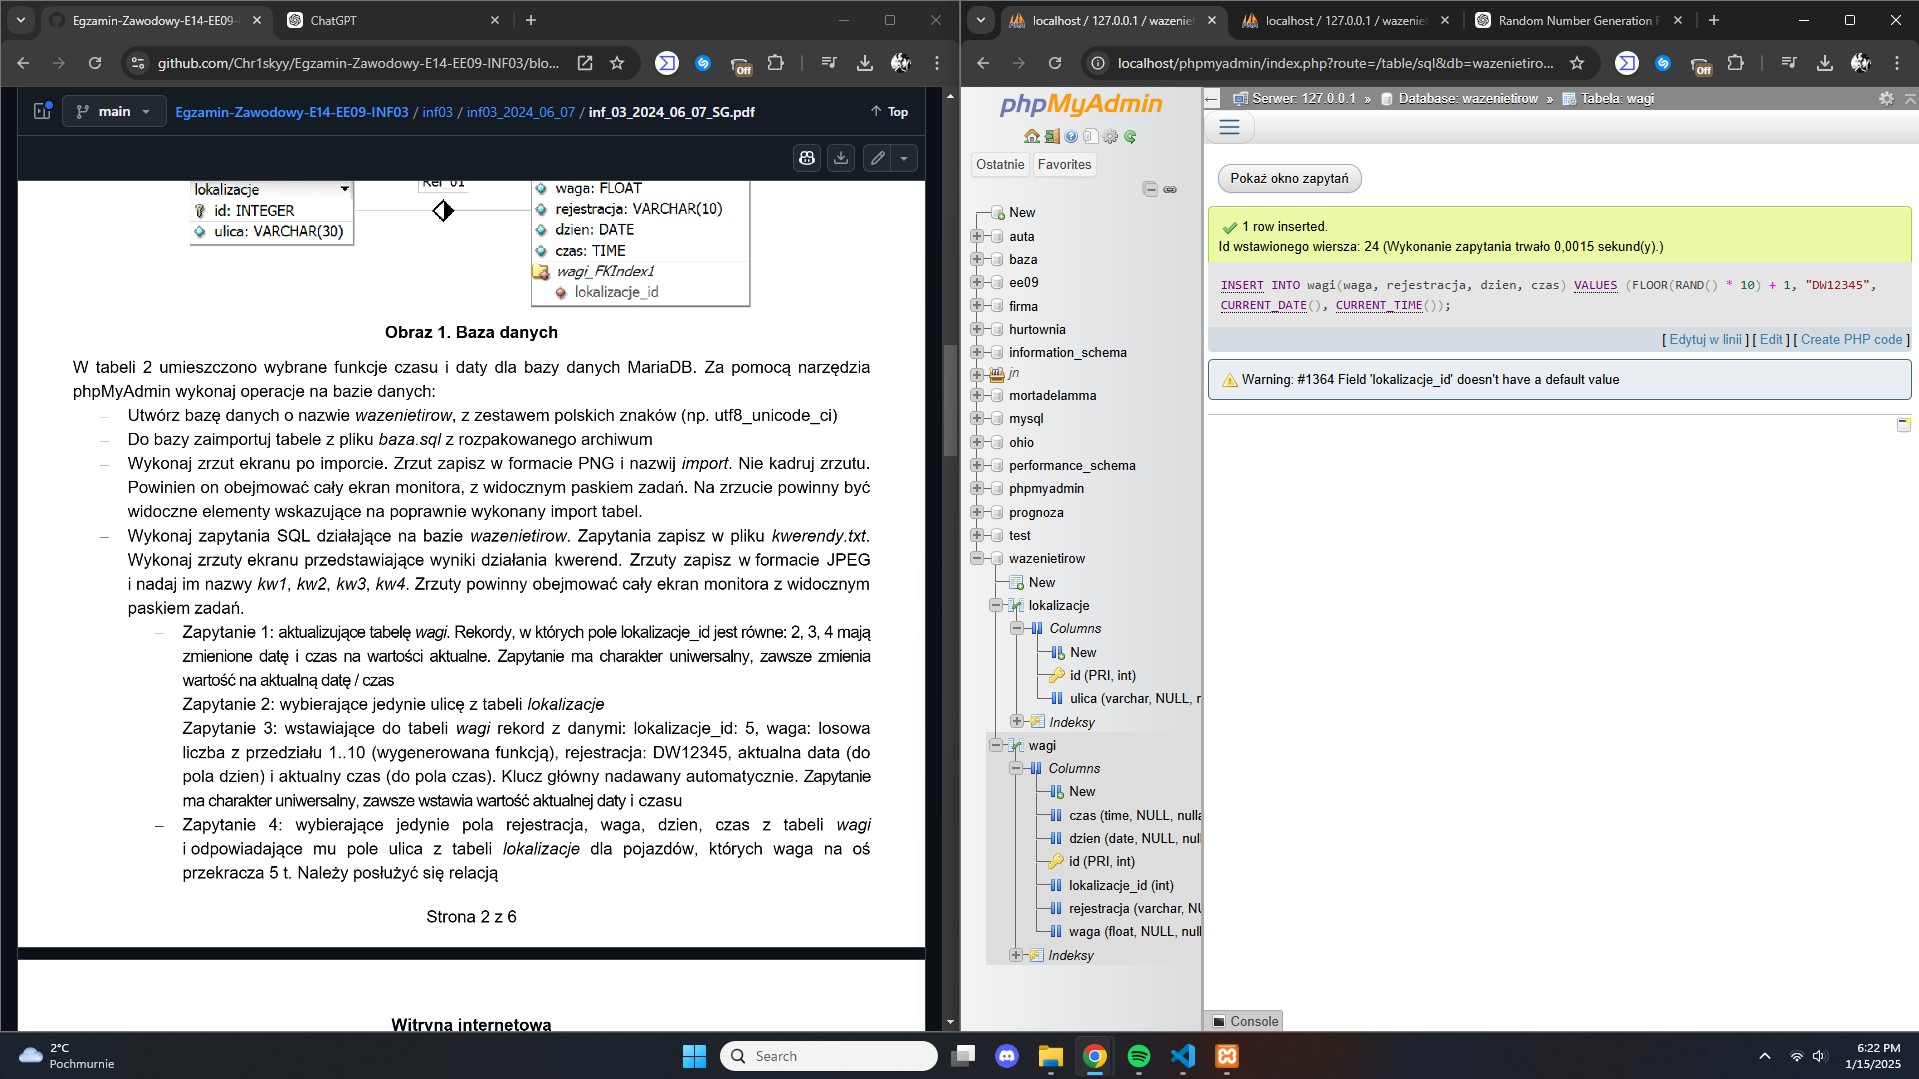 Egzamin-Zawodowy-E14-EE09-
ChatGPT
github.com/Chr1skyy/Egzamin-Zawodowy-E14-EE09-INF03/blo...
Off
main
Egzamin-Zawodowy-E14-EE09-INF03 / inf03 / inf03_2024_06_07 / inf_03_2024_06_07_SG.pdf
Top
lokalizacje
id: INTEGER
ulica: VARCHAR(30)
Rel_01
waga: FLOAT
rejestracja: VARCHAR(10)
dzien: DATE
czas: TIME
wagi_FKIndex1
lokalizacje_id
Obraz 1. Baza danych
W tabeli 2 umieszczono wybrane funkcje czasu i daty dla bazy danych MariaDB. Za pomocą narzędzia
phpMyAdmin wykonaj operacje na bazie danych:
– Utwórz bazę danych o nazwie wazenietirow, z zestawem polskich znaków (np. utf8_unicode_ci)
– Do bazy zaimportuj tabele z pliku baza.sql z rozpakowanego archiwum
– Wykonaj zrzut ekranu po imporcie. Zrzut zapisz w formacie PNG i nazwij import. Nie kadruj zrzutu.
Powinien on obejmować cały ekran monitora, z widocznym paskiem zadań. Na zrzucie powinny być
widoczne elementy wskazujące na poprawnie wykonany import tabel.
– Wykonaj zapytania SQL działające na bazie wazenietirow. Zapytania zapisz w pliku kwerendy.txt.
Wykonaj zrzuty ekranu przedstawiające wyniki działania kwerend. Zrzuty zapisz w formacie JPEG
i nadaj im nazwy kw1, kw2, kw3, kw4. Zrzuty powinny obejmować cały ekran monitora z widocznym
paskiem zadań.
– Zapytanie 1: aktualizujące tabelę wagi. Rekordy, w których pole lokalizacje_id jest równe: 2, 3, 4 mają
zmienione datę i czas na wartości aktualne. Zapytanie ma charakter uniwersalny, zawsze zmienia
wartość na aktualną datę / czas
Zapytanie 2: wybierające jedynie ulicę z tabeli lokalizacje
Zapytanie 3: wstawiające do tabeli wagi rekord z danymi: lokalizacje_id: 5, waga: losowa
liczba z przedziału 1..10 (wygenerowana funkcją), rejestracja: DW12345, aktualna data (do
pola dzien) i aktualny czas (do pola czas). Klucz główny nadawany automatycznie. Zapytanie
ma charakter uniwersalny, zawsze wstawia wartość aktualnej daty i czasu
– Zapytanie 4: wybierające jedynie pola rejestracja, waga, dzien, czas z tabeli wagi
i odpowiadające mu pole ulica z tabeli lokalizacje dla pojazdów, których waga na oś
przekracza 5 t. Należy posłużyć się relacją
Strona 2 z 6
Witryna internetowa
localhost / 127.0.0.1 / wazenie
localhost / 127.0.0.1 / wazenie
Random Number Generation
localhost/phpmyadmin/index.php?route=/table/sql&db=wazenietiro...
Off
phpMyAdmin
Ostatnie
Favorites
New
auta
baza
ee09
firma
hurtownia
information_schema
jn
mortadelamma
mysql
ohio
performance_schema
phpmyadmin
prognoza
test
wazenietirow
New
lokalizacje
Columns
New
id (PRI, int)
ulica (varchar, NULL, n
Indeksy
wagi
Columns
New
czas (time, NULL, nulla
dzien (date, NULL, null
id (PRI, int)
lokalizacje_id (int)
rejestracja (varchar, NU
waga (float, NULL, null
Indeksy
Serwer: 127.0.0.1 » Database: wazenietirow » Tabela: wagi
Pokaż okno zapytań
1 row inserted.
Id wstawionego wiersza: 24 (Wykonanie zapytania trwało 0,0015 sekund(y).)
INSERT INTO wagi(waga, rejestracja, dzien, czas) VALUES (FLOOR(RAND() * 10) + 1, "DW12345",
CURRENT_DATE(), CURRENT_TIME());
[ Edytuj w linii ] [ Edit ] [ Create PHP code ]
Warning: #1364 Field 'lokalizacje_id' doesn't have a default value
Console
2°C
Pochmurnie
Search
6:22 PM
1/15/2025